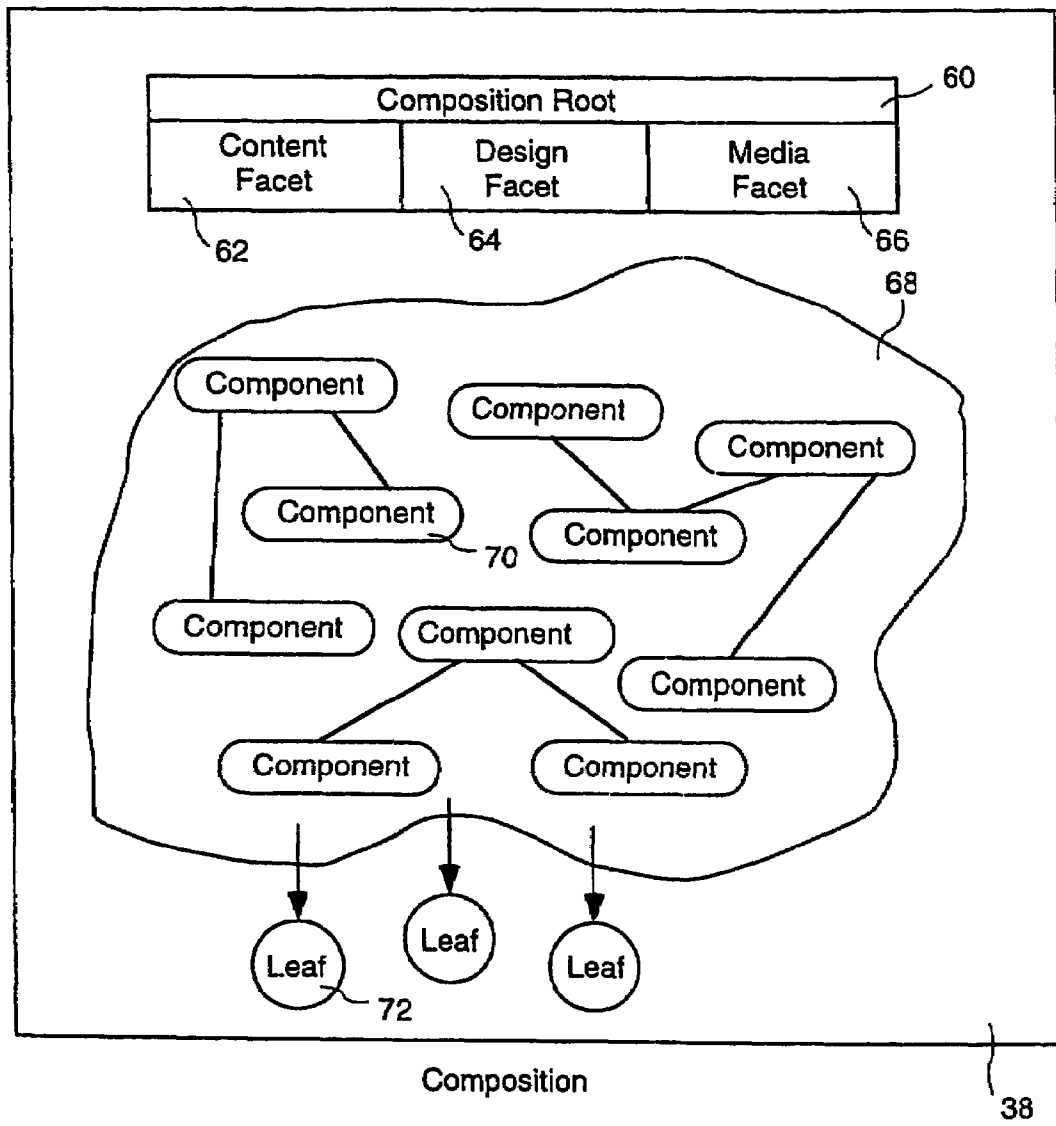 Composition Root
60
Content
Facet
Design
Facet
Media
Facet
62
64
66
68
Component
Component
Component
Component
70
Component
Component
Component
Component
Component
Component
Leaf
Leaf
Leaf
72
Composition
38